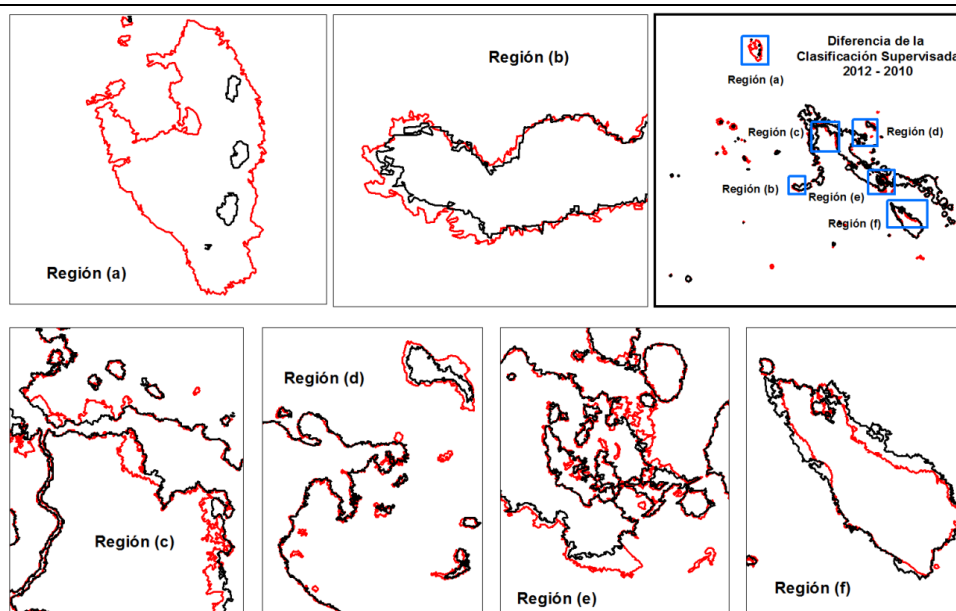 Región (a)
Región (b)
Diferencia de la
Clasificación Supervisada
2012 - 2010
Región (a)
Región (c)
Región (d)
Región (b)
Región (e)
Región (f)
Región (c)
Región (d)
Región (e)
Región (f)